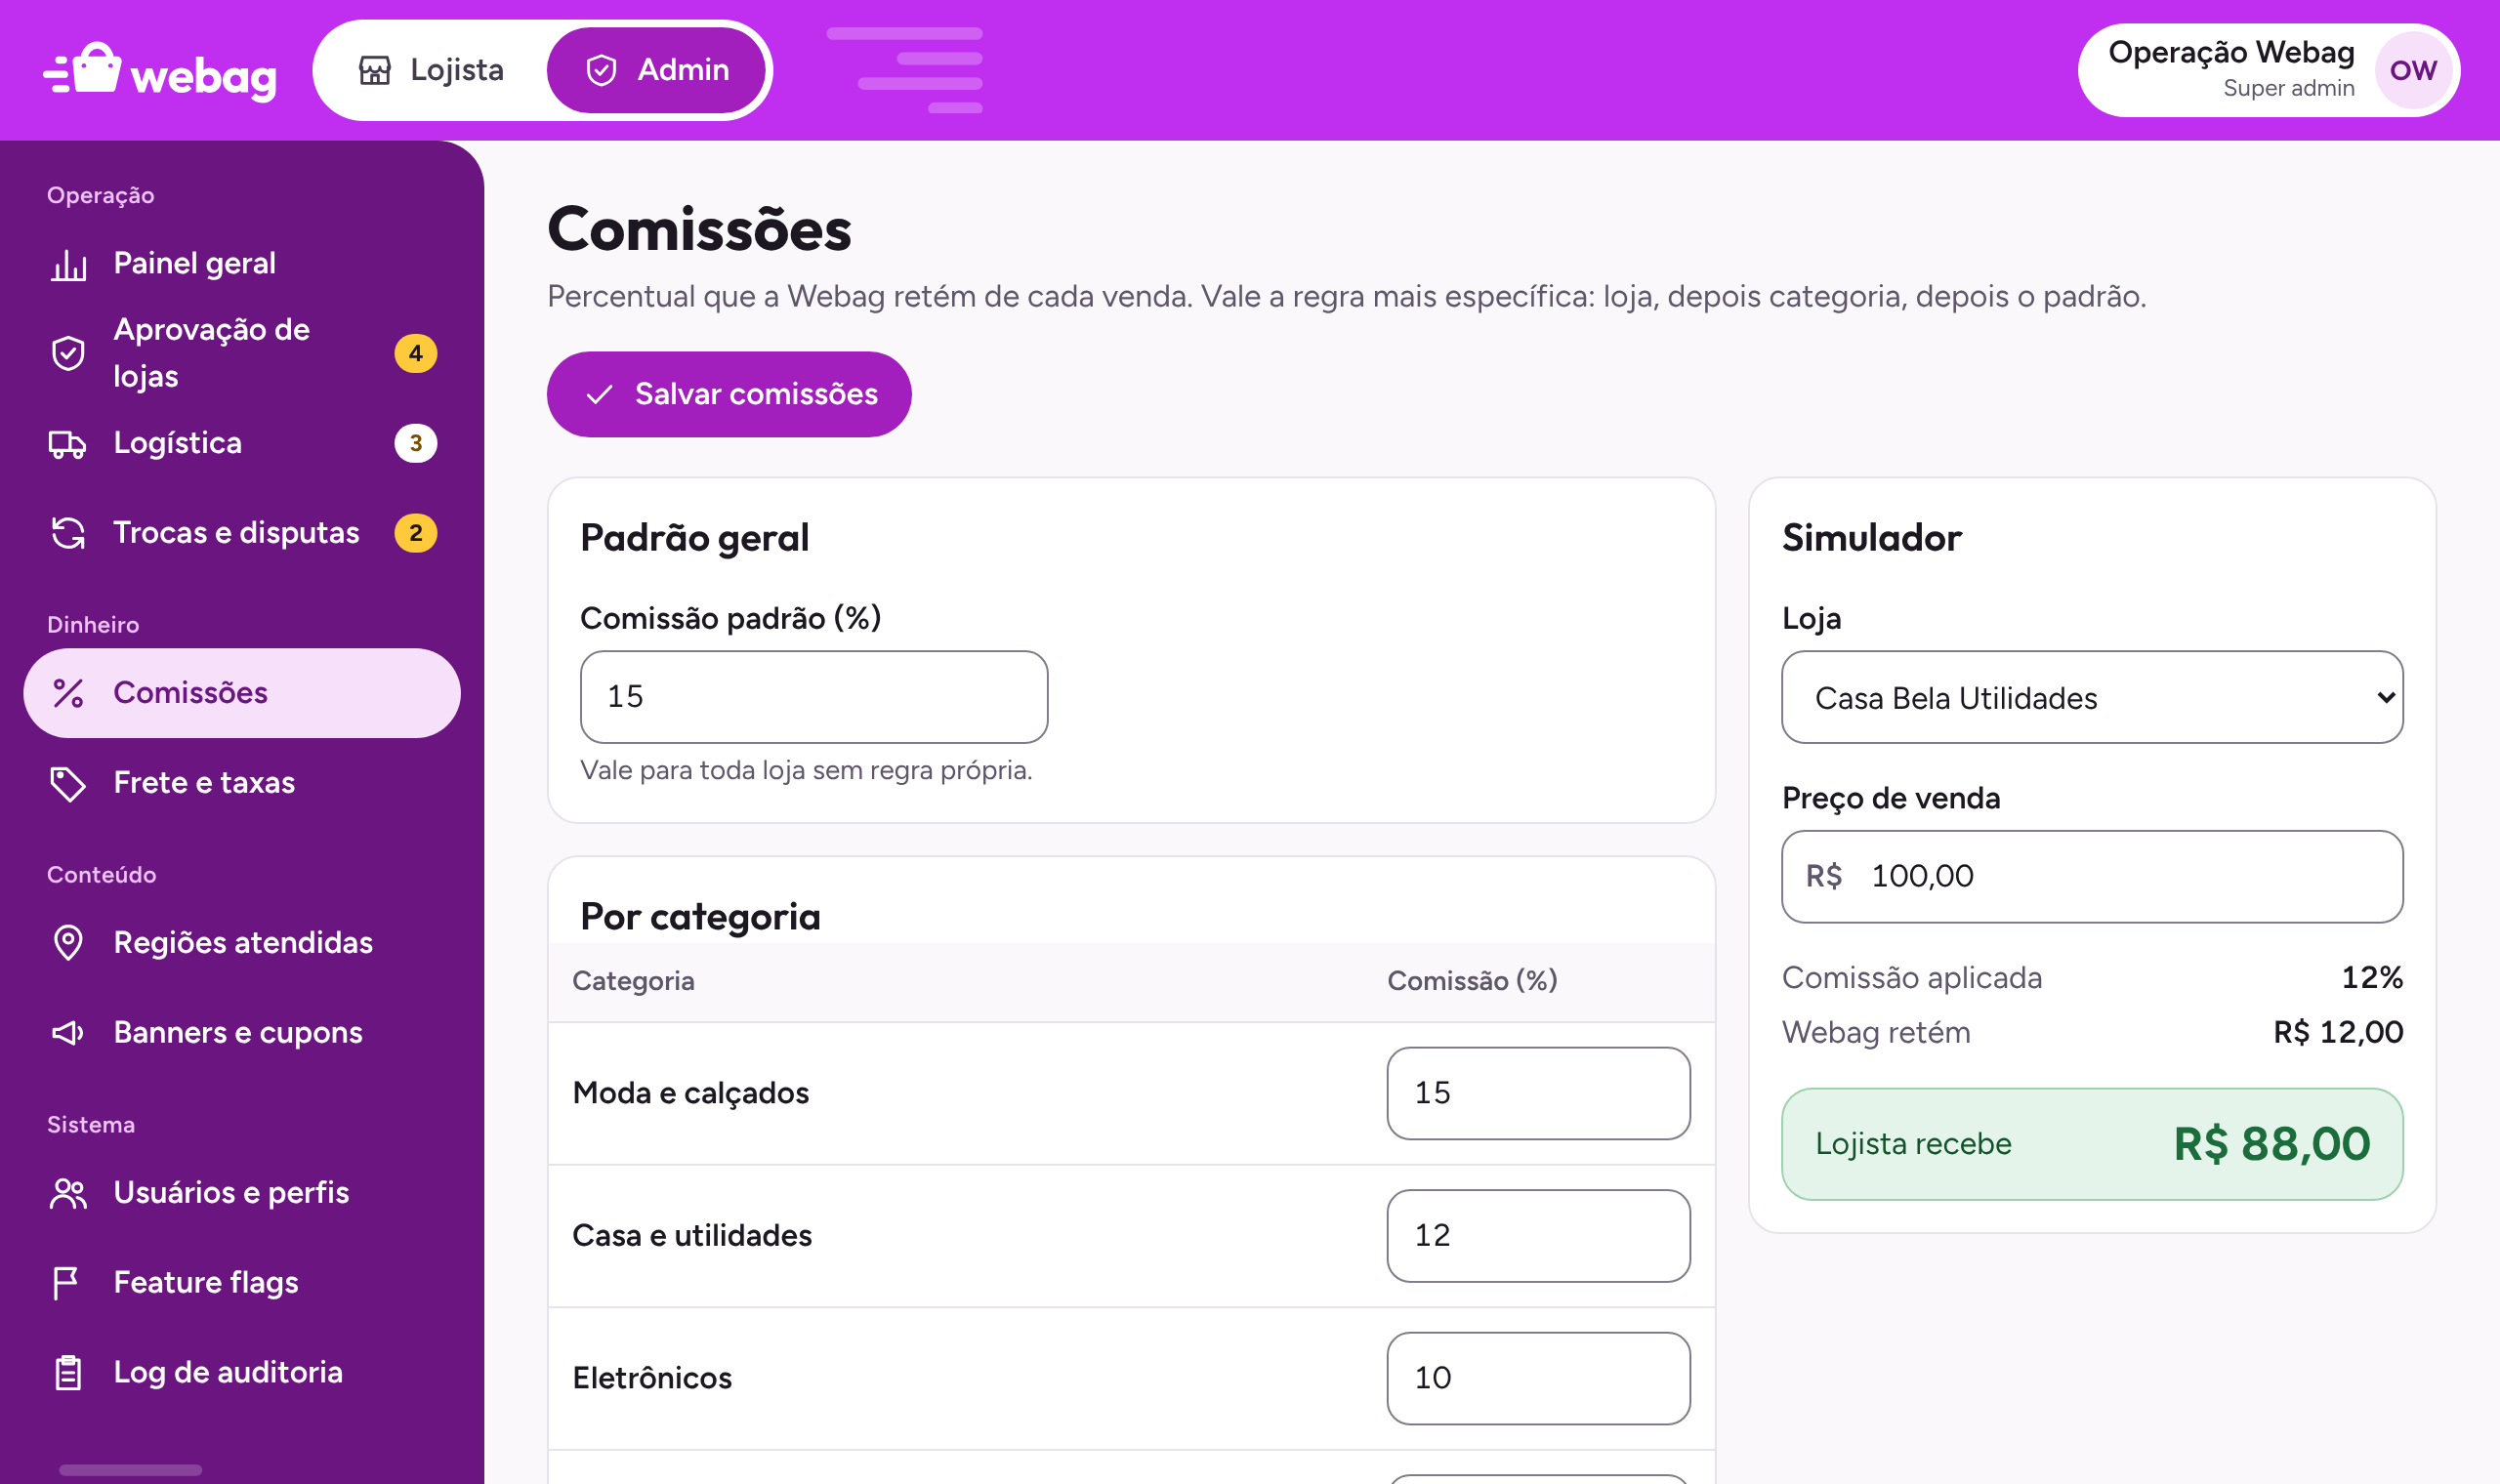 webag
Lojista
Admin
Operação Webag
Super admin
OW
Operação
Painel geral
Aprovação de
lojas
4
Logística
3
Trocas e disputas
2
Dinheiro
Comissões
Frete e taxas
Conteúdo
Regiões atendidas
Banners e cupons
Sistema
Usuários e perfis
Feature flags
Log de auditoria
Comissões
Percentual que a Webag retém de cada venda. Vale a regra mais específica: loja, depois categoria, depois o padrão.
Salvar comissões
Padrão geral
Comissão padrão (%)
15
Vale para toda loja sem regra própria.
Por categoria
Categoria
Comissão (%)
Moda e calçados
15
Casa e utilidades
12
Eletrônicos
10
Simulador
Loja
Casa Bela Utilidades
Preço de venda
R$ 100,00
Comissão aplicada
12%
Webag retém
R$ 12,00
Lojista recebe
R$ 88,00